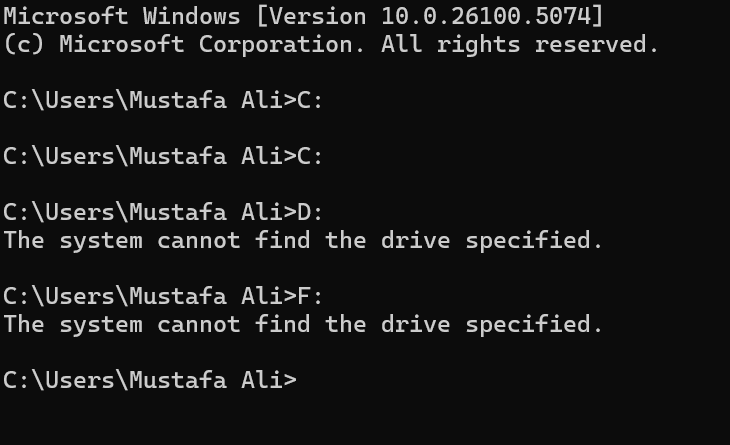 Microsoft Windows [Version 10.0.26100.5074]
(c) Microsoft Corporation. All rights reserved.
C:\Users\Mustafa Ali>C:
C:\Users\Mustafa Ali>C:
C:\Users\Mustafa Ali>D:
The system cannot find the drive specified.
C:\Users\Mustafa Ali>F:
The system cannot find the drive specified.
C:\Users\Mustafa Ali>